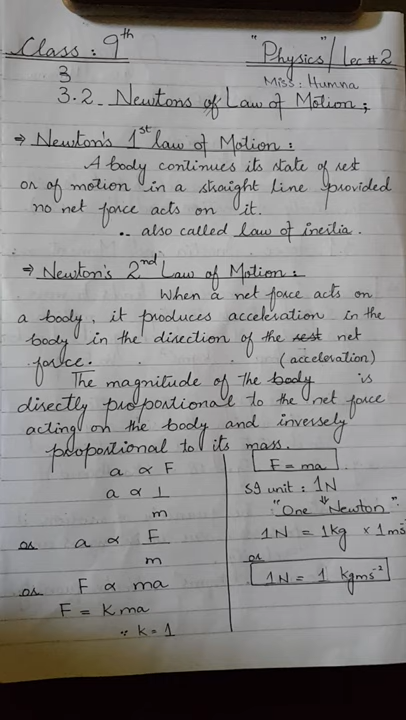 Class : 9th
"Physics" / Lec #2
3
Miss : Humna
3.2 Newtons of Law of Motion ;
⇒ Newton's 1st law of Motion :
A body continues its state of rest
or of motion in a straight line provided
no net force acts on it.
∴ also called law of inertia.
⇒ Newton's 2nd Law of Motion :
When a net force acts on
a body, it produces acceleration in the
body in the direction of the rest net
force. (acceleration)
The magnitude of the body is
directly proportional to the net force
acting on the body and inversely
proportional to its mass.
a ∝ F
a ∝ 1/m
or a ∝ F/m
or F ∝ ma
F = Kma
∵ k = 1
F = ma
SI unit : 1N
"One Newton"
1N = 1kg × 1ms
or
1N = 1 kgms⁻²